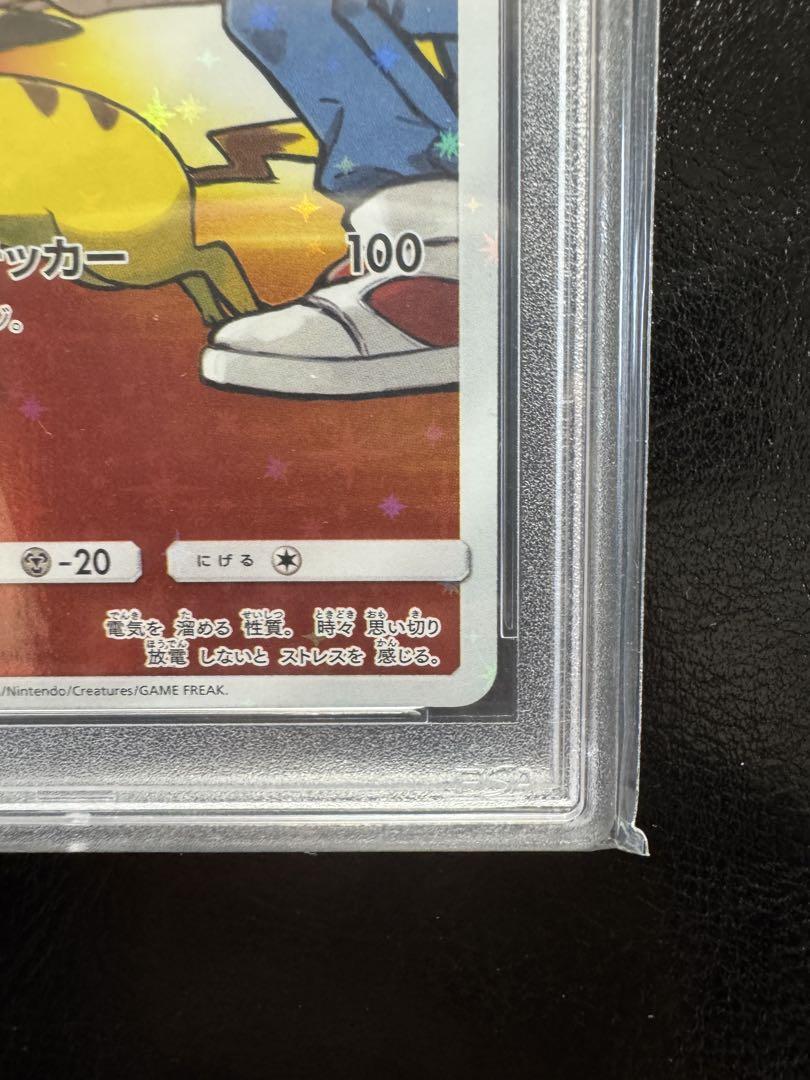 ッカー 100
ジ。
-20 にげる
電気を 溜める 性質。 時々 思い切り
放電 しないと ストレスを 感じる。
/Nintendo/Creatures/GAME FREAK.